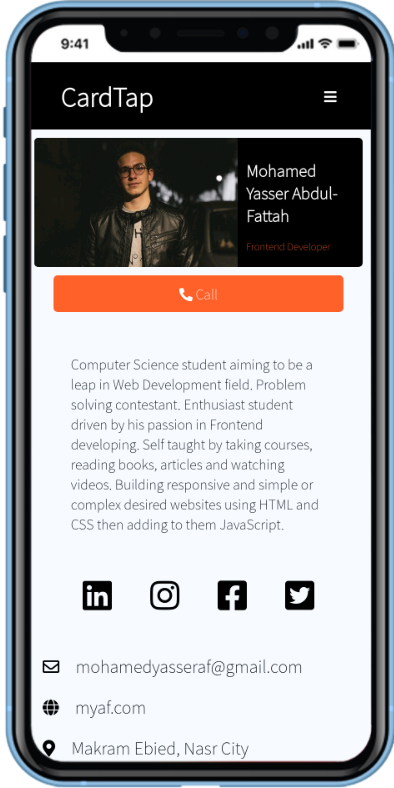 9:41
CardTap
Mohamed
Yasser Abdul-
Fattah
Frontend Developer
Call
Computer Science student aiming to be a
leap in Web Development field. Problem
solving contestant. Enthusiast student
driven by his passion in Frontend
developing. Self taught by taking courses,
reading books, articles and watching
videos. Building responsive and simple or
complex desired websites using HTML and
CSS then adding to them JavaScript.
mohamedyasseraf@gmail.com
myaf.com
Makram Ebied, Nasr City